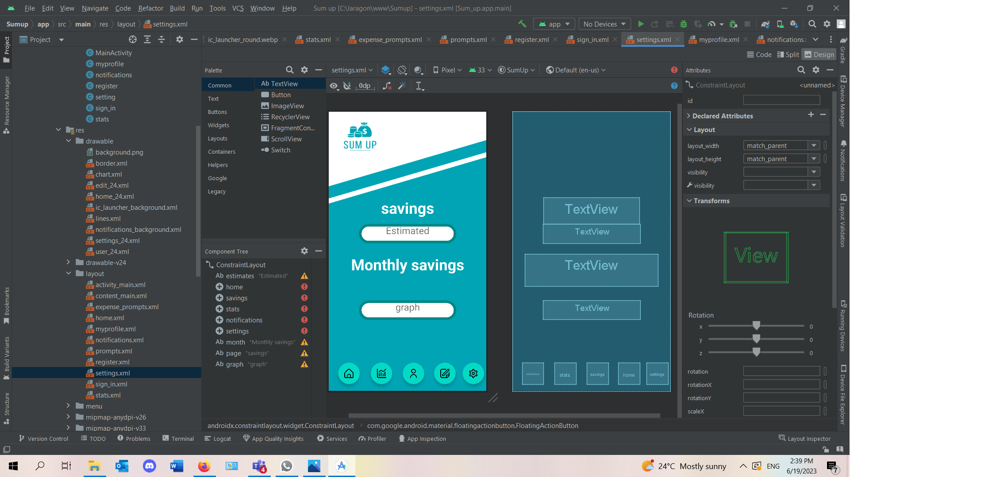 File Edit View Navigate Code Refactor Build Run Tools VCS Window Help Sum up [C:\laragon\www\Sumup] - settings.xml [Sum_up.app.main]
Sumup app src main res layout settings.xml app No Devices
Project ic_launcher_round.webp stats.xml expense_prompts.xml prompts.xml register.xml sign_in.xml settings.xml myprofile.xml notifications.
Code Split Design
Project
Resource Manager
Bookmarks
Build Variants
Structure
MainActivity
myprofile
notifications
register
setting
sign_in
stats
res
drawable
background.png
border.xml
chart.xml
edit_24.xml
home_24.xml
ic_launcher_background.xml
lines.xml
notifications_background.xml
settings_24.xml
user_24.xml
drawable-v24
layout
activity_main.xml
content_main.xml
expense_prompts.xml
home.xml
myprofile.xml
notifications.xml
prompts.xml
register.xml
settings.xml
sign_in.xml
stats.xml
menu
mipmap-anydpi-v26
mipmap-anydpi-v33
Palette
Common
Text
Buttons
Widgets
Layouts
Containers
Helpers
Google
Legacy
Ab TextView
Button
ImageView
RecyclerView
FragmentCon...
ScrollView
Switch
Component Tree
ConstraintLayout
Ab estimates "Estimated"
home
savings
stats
notifications
settings
Ab month "Monthly savings"
Ab page "savings"
Ab graph "graph"
settings.xml Pixel 33 SumUp Default (en-us)
0dp
SUM UP
savings
Estimated
Monthly savings
graph
TextView
TextView
TextView
TextView
notifications stats savings home settings
Attributes
ConstraintLayout <unnamed>
id
Declared Attributes
Layout
layout_width match_parent
layout_height match_parent
visibility
visibility
Transforms
View
Rotation
x 0
y 0
z 0
rotation
rotationX
rotationY
scaleX
Gradle
Device Manager
Notifications
Layout Validation
Running Devices
Device File Explorer
androidx.constraintlayout.widget.ConstraintLayout com.google.android.material.floatingactionbutton.FloatingActionButton
Version Control TODO Problems Terminal Logcat App Quality Insights Services Profiler App Inspection Layout Inspector
4 24°C Mostly sunny ENG 2:39 PM
6/19/2023 7